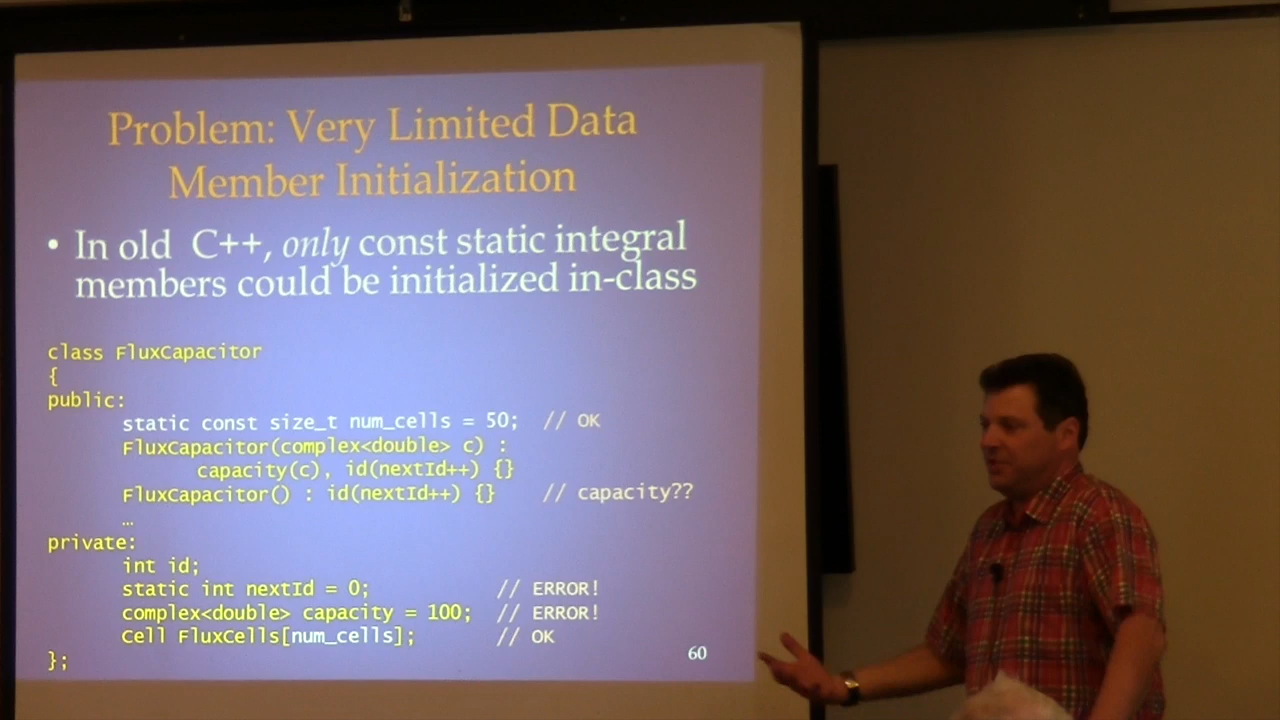 Problem: Very Limited Data
Member Initialization
• In old C++, only const static integral
members could be initialized in-class
class FluxCapacitor
{
public:
static const size_t num_cells = 50; // OK
FluxCapacitor(complex<double> c) :
capacity(c), id(nextId++) {}
FluxCapacitor() : id(nextId++) {} // capacity??
…
private:
int id;
static int nextId = 0; // ERROR!
complex<double> capacity = 100; // ERROR!
Cell FluxCells[num_cells]; // OK
};
60